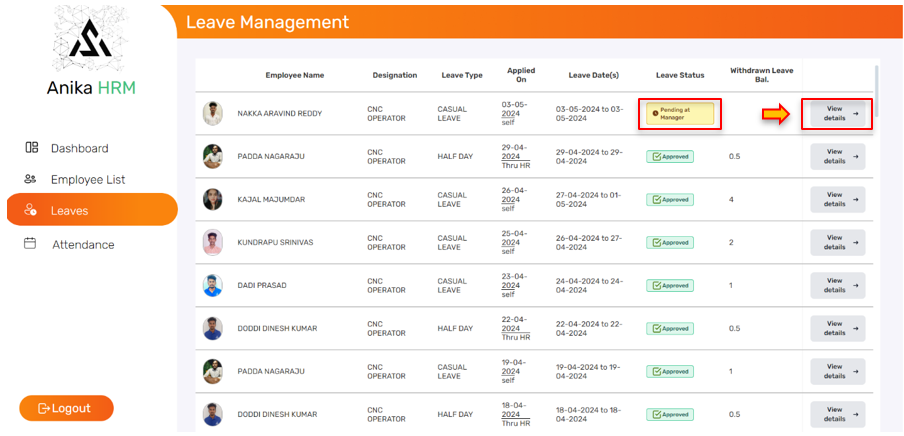 Leave Management
Anika HRM
Dashboard
Employee List
Leaves
Attendance
Logout
Employee Name Designation Leave Type Applied On Leave Date(s) Leave Status Withdrawn Leave Bal.
NAKKA ARAVIND REDDY CNC OPERATOR CASUAL LEAVE 03-05-2024 self 03-05-2024 to 03-05-2024 Pending at Manager View details →
PADDA NAGARAJU CNC OPERATOR HALF DAY 29-04-2024 Thru HR 29-04-2024 to 29-04-2024 Approved 0.5 View details →
KAJAL MAJUMDAR CNC OPERATOR CASUAL LEAVE 26-04-2024 self 27-04-2024 to 01-05-2024 Approved 4 View details →
KUNDRAPU SRINIVAS CNC OPERATOR CASUAL LEAVE 25-04-2024 self 26-04-2024 to 27-04-2024 Approved 2 View details →
DADI PRASAD CNC OPERATOR CASUAL LEAVE 23-04-2024 self 24-04-2024 to 24-04-2024 Approved 1 View details →
DODDI DINESH KUMAR CNC OPERATOR HALF DAY 22-04-2024 Thru HR 22-04-2024 to 22-04-2024 Approved 0.5 View details →
PADDA NAGARAJU CNC OPERATOR CASUAL LEAVE 19-04-2024 self 19-04-2024 to 19-04-2024 Approved 1 View details →
DODDI DINESH KUMAR CNC OPERATOR HALF DAY 18-04-2024 Thru HR 18-04-2024 to 18-04-2024 Approved 0.5 View details →